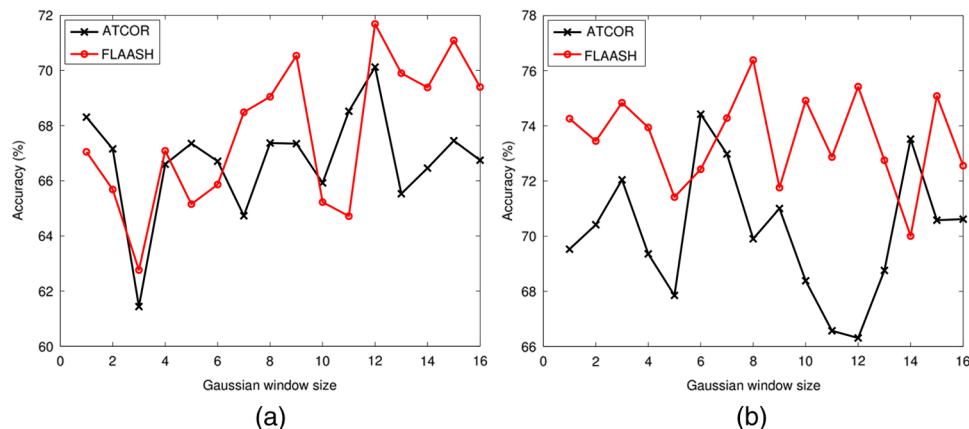 72
70
68
66
64
62
60
Accuracy (%)
ATCOR
FLAASH
0 2 4 6 8 10 12 14 16
Gaussian window size
(a)
78
76
74
72
70
68
66
Accuracy (%)
ATCOR
FLAASH
0 2 4 6 8 10 12 14 16
Gaussian window size
(b)